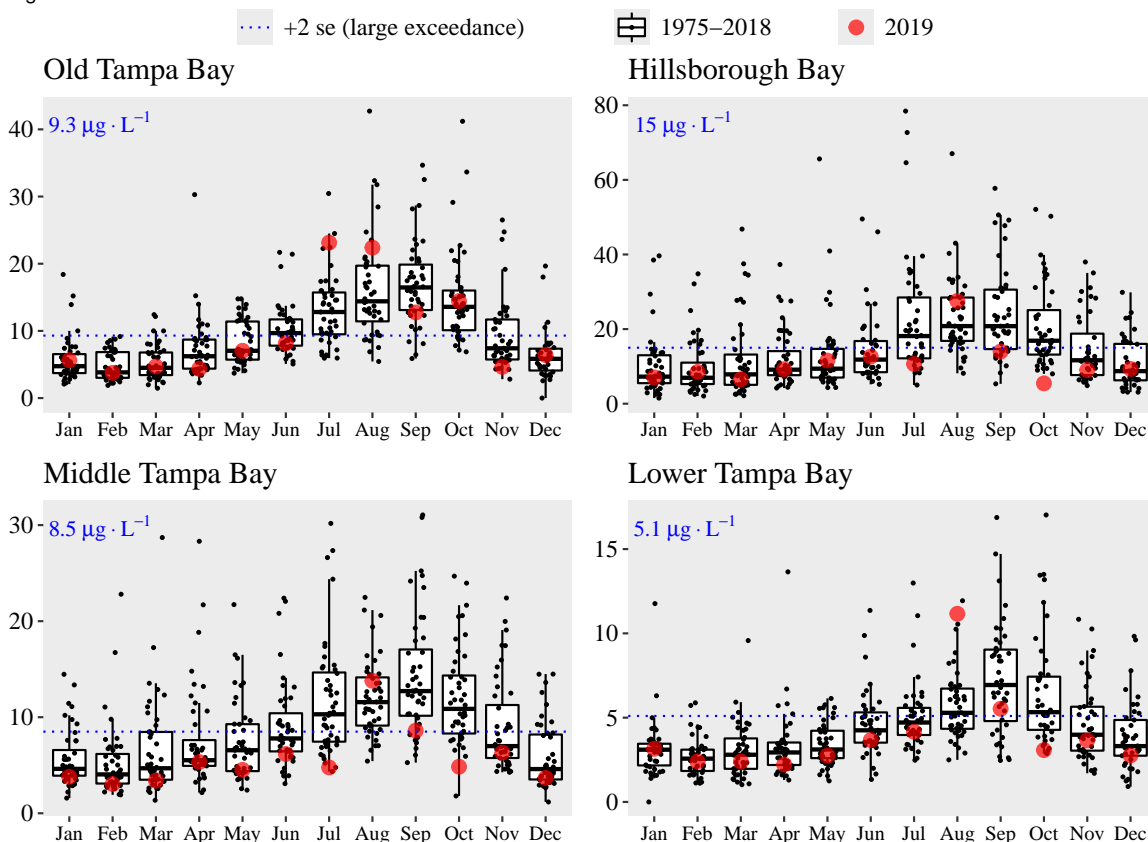 +2 se (large exceedance) 1975–2018 2019
Old Tampa Bay
9.3 µg · L⁻¹
40
30
20
10
0
Jan Feb Mar Apr May Jun Jul Aug Sep Oct Nov Dec
Hillsborough Bay
15 µg · L⁻¹
80
60
40
20
0
Jan Feb Mar Apr May Jun Jul Aug Sep Oct Nov Dec
Middle Tampa Bay
8.5 µg · L⁻¹
30
20
10
0
Jan Feb Mar Apr May Jun Jul Aug Sep Oct Nov Dec
Lower Tampa Bay
5.1 µg · L⁻¹
15
10
5
0
Jan Feb Mar Apr May Jun Jul Aug Sep Oct Nov Dec